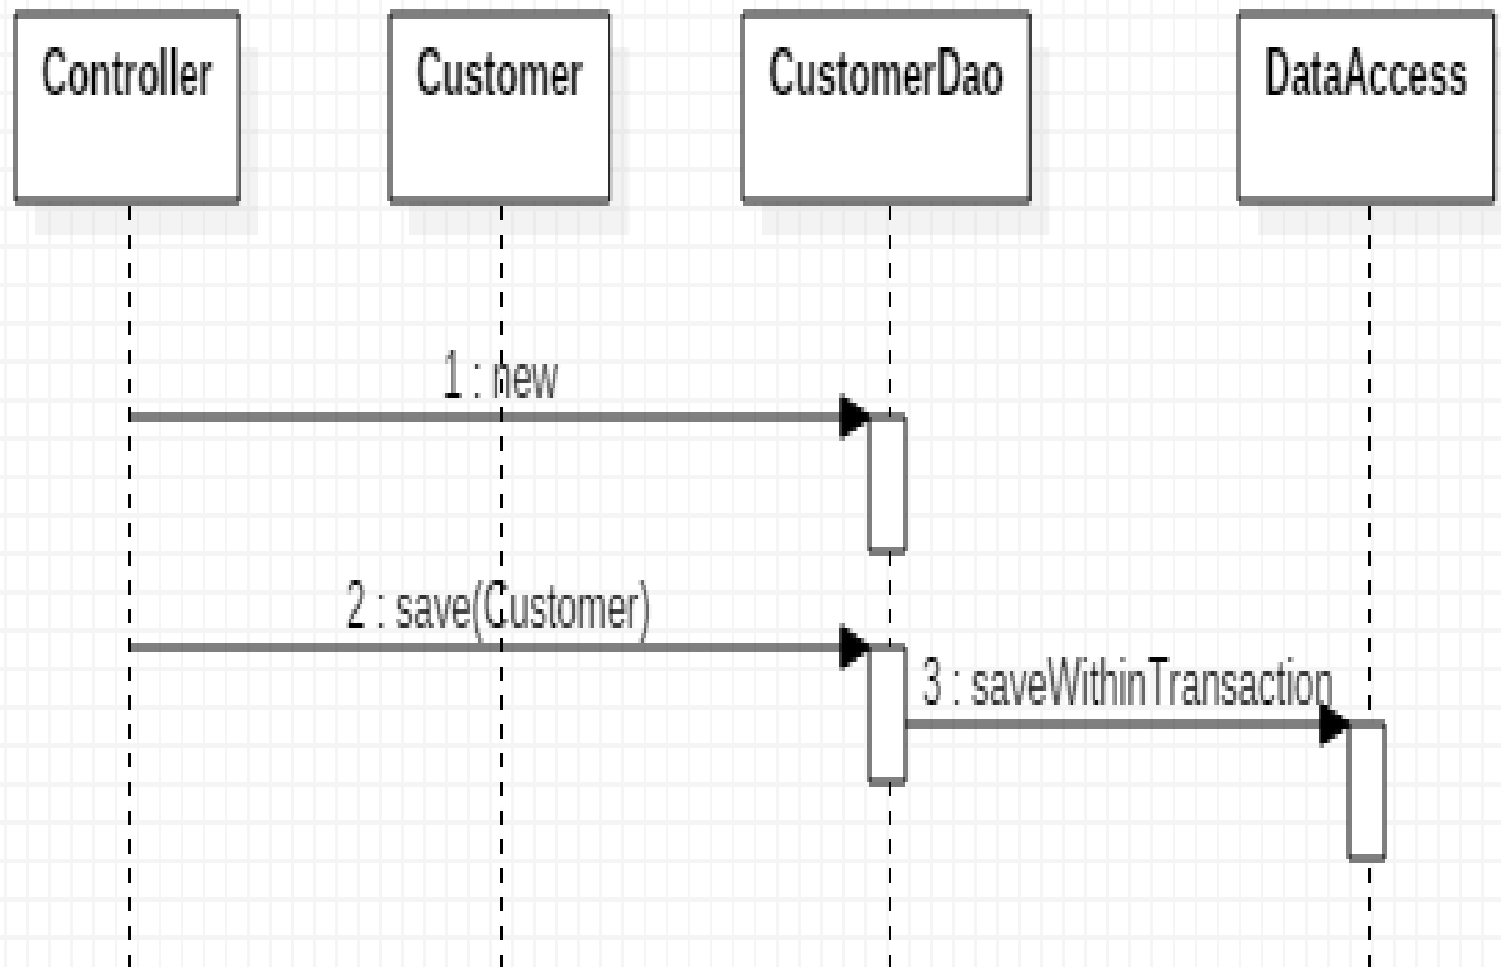 Controller
Customer
CustomerDao
DataAccess
1 : new
2 : save(Customer)
3 : saveWithinTransaction